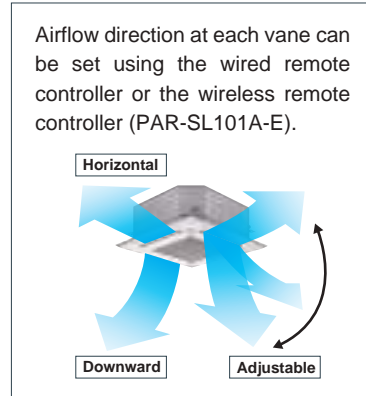 Airflow direction at each vane can
be set using the wired remote
controller or the wireless remote
controller (PAR-SL101A-E).
Horizontal
Downward
Adjustable